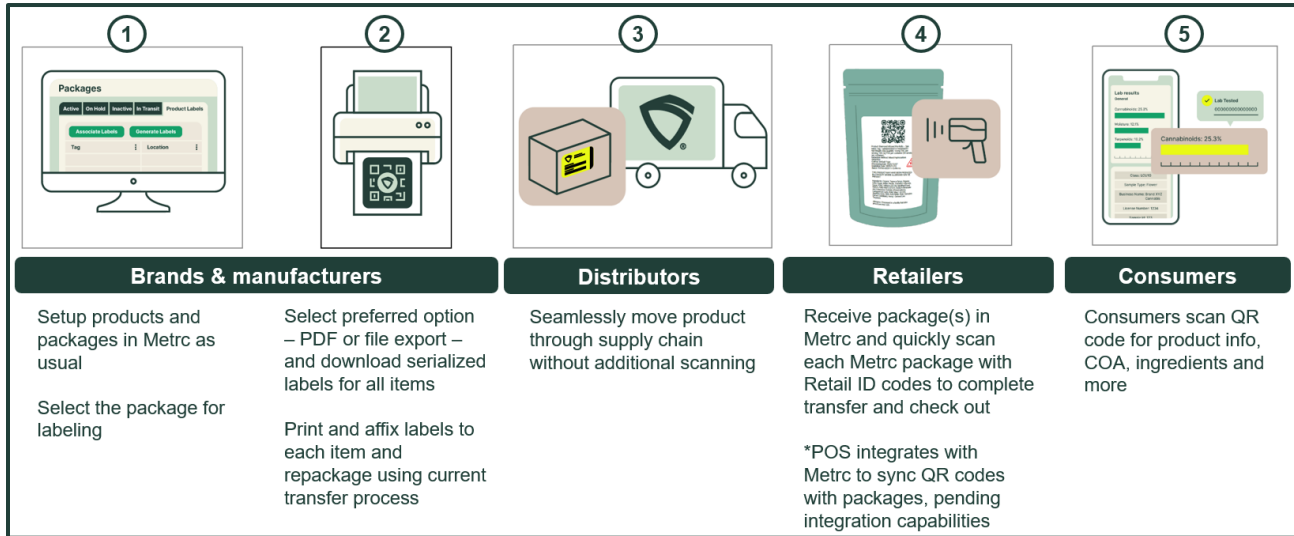 1
2
3
4
5
Packages
Active On Hold Inactive In Transit Product Labels
Associate Labels Generate Labels
Tag Location
®
Lab results
Lab Tested
Cannabinoids: 25.3%
Brands & manufacturers
Distributors
Retailers
Consumers
Setup products and
packages in Metrc as
usual
Select the package for
labeling
Select preferred option
– PDF or file export –
and download serialized
labels for all items
Print and affix labels to
each item and
repackage using current
transfer process
Seamlessly move product
through supply chain
without additional scanning
Receive package(s) in
Metrc and quickly scan
each Metrc package with
Retail ID codes to complete
transfer and check out
*POS integrates with
Metrc to sync QR codes
with packages, pending
integration capabilities
Consumers scan QR
code for product info,
COA, ingredients and
more